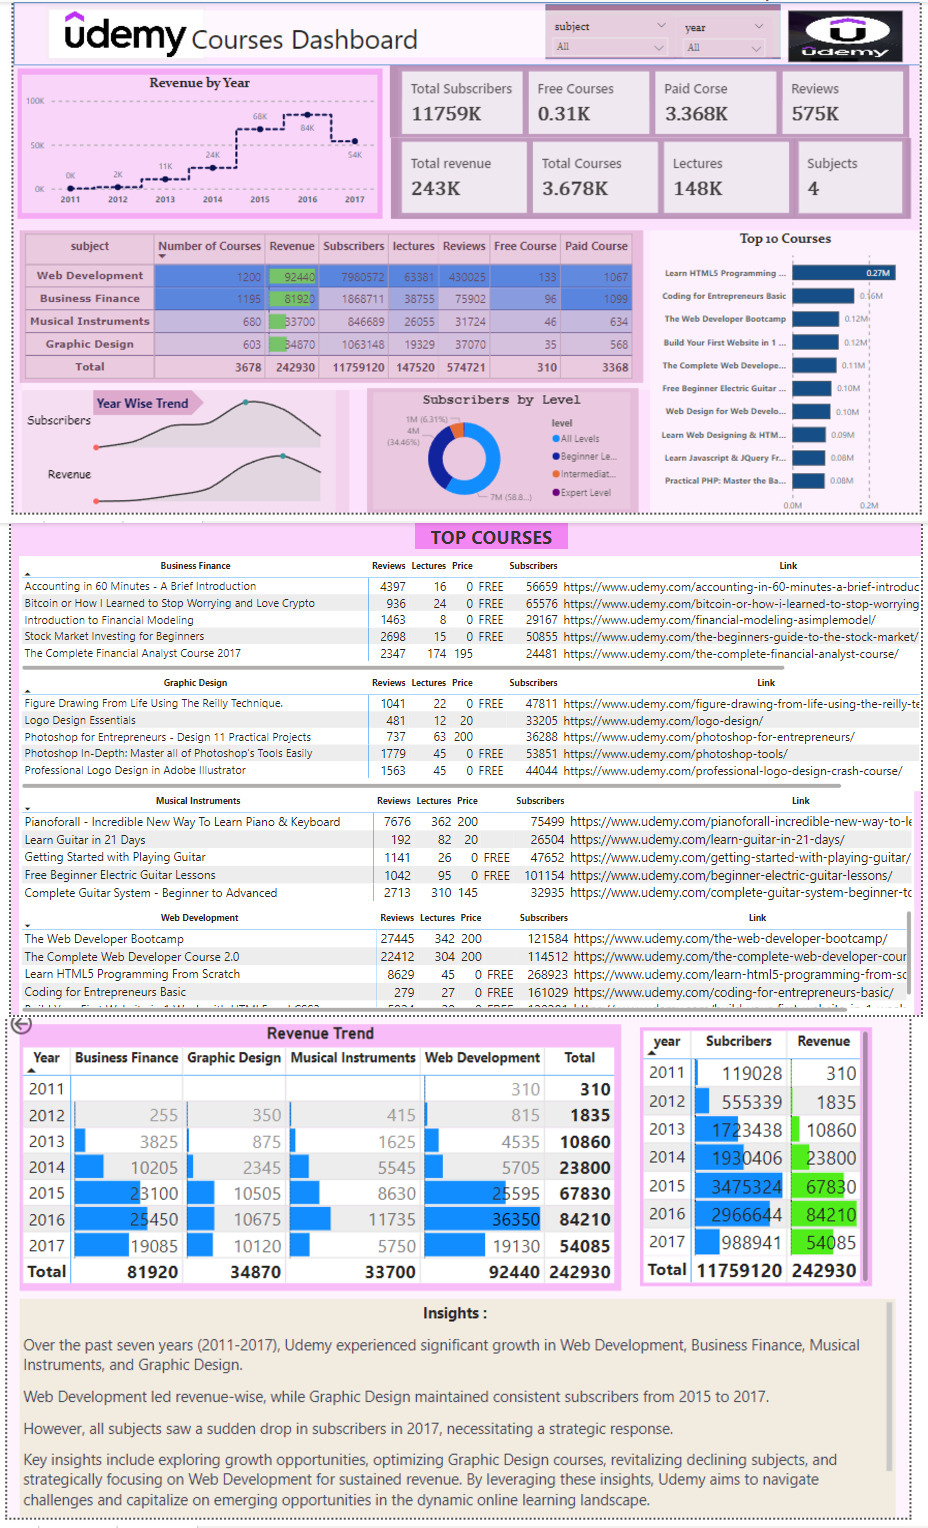 ûdemy Courses Dashboard
subject
All
year
All
ûdemy
Revenue by Year
100K
50K
0K
0K
2K
11K
24K
68K
84K
54K
2011 2012 2013 2014 2015 2016 2017
Total Subscribers
11759K
Free Courses
0.31K
Paid Corse
3.368K
Reviews
575K
Total revenue
243K
Total Courses
3.678K
Lectures
148K
Subjects
4
subject Number of Courses Revenue Subscribers lectures Reviews Free Course Paid Course
Web Development 1200 92440 7980572 63381 430025 133 1067
Business Finance 1195 81920 1868711 38755 75902 96 1099
Musical Instruments 680 33700 846689 26055 31724 46 634
Graphic Design 603 34870 1063148 19329 37070 35 568
Total 3678 242930 11759120 147520 574721 310 3368
Top 10 Courses
Learn HTML5 Programming ... 0.27M
Coding for Entrepreneurs Basic 0.16M
The Web Developer Bootcamp 0.12M
Build Your First Website in 1 ... 0.12M
The Complete Web Develope... 0.11M
Free Beginner Electric Guitar ... 0.10M
Web Design for Web Develo... 0.10M
Learn Web Designing & HTM... 0.09M
Learn Javascript & JQuery Fr... 0.08M
Practical PHP: Master the Ba... 0.08M
0.0M 0.2M
Year Wise Trend
Subscribers
Revenue
Subscribers by Level
1M (6.31%)
4M
(34.46%)
7M (58.8...)
level
All Levels
Beginner Le...
Intermediat...
Expert Level
TOP COURSES
Business Finance Reviews Lectures Price Subscribers Link
Accounting in 60 Minutes - A Brief Introduction 4397 16 0 FREE 56659 https://www.udemy.com/accounting-in-60-minutes-a-brief-introduc
Bitcoin or How I Learned to Stop Worrying and Love Crypto 936 24 0 FREE 65576 https://www.udemy.com/bitcoin-or-how-i-learned-to-stop-worrying
Introduction to Financial Modeling 1463 8 0 FREE 29167 https://www.udemy.com/financial-modeling-asimplemodel/
Stock Market Investing for Beginners 2698 15 0 FREE 50855 https://www.udemy.com/the-beginners-guide-to-the-stock-market/
The Complete Financial Analyst Course 2017 2347 174 195 24481 https://www.udemy.com/the-complete-financial-analyst-course/
Graphic Design Reviews Lectures Price Subscribers Link
Figure Drawing From Life Using The Reilly Technique. 1041 22 0 FREE 47811 https://www.udemy.com/figure-drawing-from-life-using-the-reilly-te
Logo Design Essentials 481 12 20 33205 https://www.udemy.com/logo-design/
Photoshop for Entrepreneurs - Design 11 Practical Projects 737 63 200 36288 https://www.udemy.com/photoshop-for-entrepreneurs/
Photoshop In-Depth: Master all of Photoshop's Tools Easily 1779 45 0 FREE 53851 https://www.udemy.com/photoshop-tools/
Professional Logo Design in Adobe Illustrator 1563 45 0 FREE 44044 https://www.udemy.com/professional-logo-design-crash-course/
Musical Instruments Reviews Lectures Price Subscribers Link
Pianoforall - Incredible New Way To Learn Piano & Keyboard 7676 362 200 75499 https://www.udemy.com/pianoforall-incredible-new-way-to-le
Learn Guitar in 21 Days 192 82 20 26504 https://www.udemy.com/learn-guitar-in-21-days/
Getting Started with Playing Guitar 1141 26 0 FREE 47652 https://www.udemy.com/getting-started-with-playing-guitar/
Free Beginner Electric Guitar Lessons 1042 95 0 FREE 101154 https://www.udemy.com/beginner-electric-guitar-lessons/
Complete Guitar System - Beginner to Advanced 2713 310 145 32935 https://www.udemy.com/complete-guitar-system-beginner-to
Web Development Reviews Lectures Price Subscribers Link
The Web Developer Bootcamp 27445 342 200 121584 https://www.udemy.com/the-web-developer-bootcamp/
The Complete Web Developer Course 2.0 22412 304 200 114512 https://www.udemy.com/the-complete-web-developer-cour
Learn HTML5 Programming From Scratch 8629 45 0 FREE 268923 https://www.udemy.com/learn-html5-programming-from-sc
Coding for Entrepreneurs Basic 279 27 0 FREE 161029 https://www.udemy.com/coding-for-entrepreneurs-basic/
Revenue Trend
Year Business Finance Graphic Design Musical Instruments Web Development Total
2011 310 310
2012 255 350 415 815 1835
2013 3825 875 1625 4535 10860
2014 10205 2345 5545 5705 23800
2015 23100 10505 8630 25595 67830
2016 25450 10675 11735 36350 84210
2017 19085 10120 5750 19130 54085
Total 81920 34870 33700 92440 242930
year Subcribers Revenue
2011 119028 310
2012 555339 1835
2013 1723438 10860
2014 1930406 23800
2015 3475324 67830
2016 2966644 84210
2017 988941 54085
Total 11759120 242930
Insights :
Over the past seven years (2011-2017), Udemy experienced significant growth in Web Development, Business Finance, Musical
Instruments, and Graphic Design.
Web Development led revenue-wise, while Graphic Design maintained consistent subscribers from 2015 to 2017.
However, all subjects saw a sudden drop in subscribers in 2017, necessitating a strategic response.
Key insights include exploring growth opportunities, optimizing Graphic Design courses, revitalizing declining subjects, and
strategically focusing on Web Development for sustained revenue. By leveraging these insights, Udemy aims to navigate
challenges and capitalize on emerging opportunities in the dynamic online learning landscape.